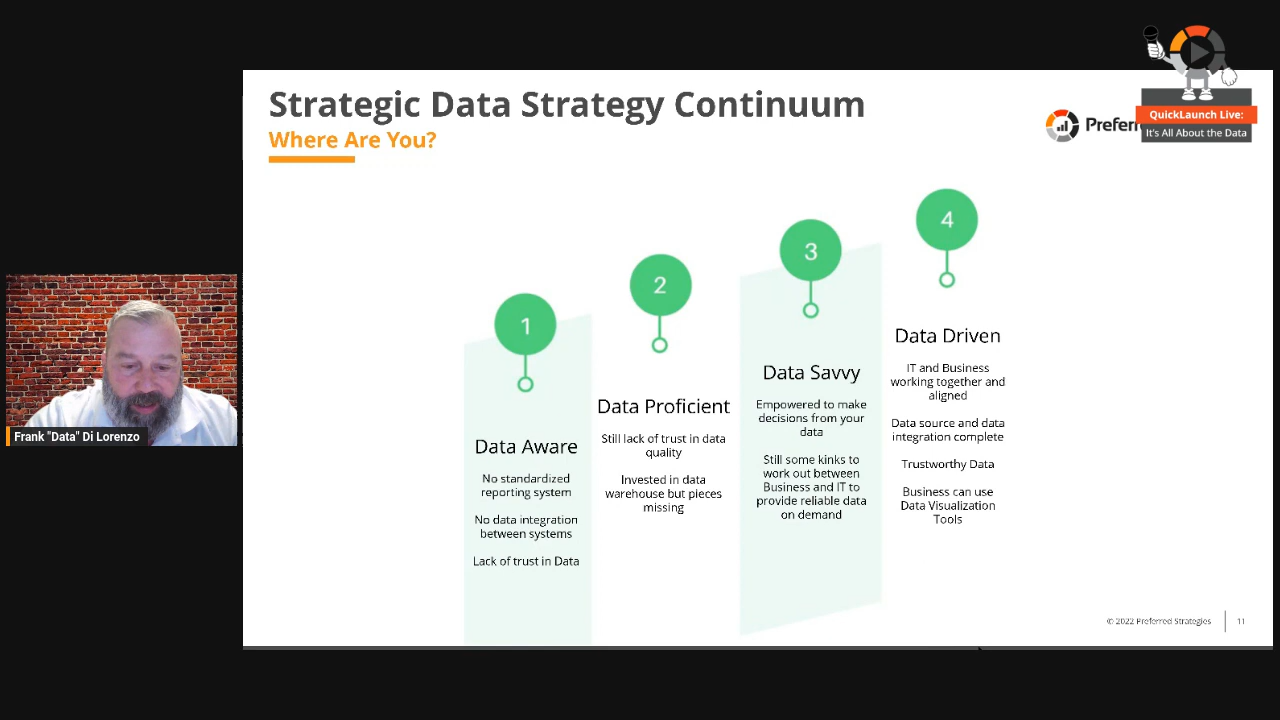 Strategic Data Strategy Continuum
Where Are You?
QuickLaunch Live:
It's All About the Data
1
Data Aware
No standardized
reporting system
No data integration
between systems
Lack of trust in Data
2
Data Proficient
Still lack of trust in data
quality
Invested in data
warehouse but pieces
missing
3
Data Savvy
Empowered to make
decisions from your
data
Still some kinks to
work out between
Business and IT to
provide reliable data
on demand
4
Data Driven
IT and Business
working together and
aligned
Data source and data
integration complete
Trustworthy Data
Business can use
Data Visualization
Tools
Frank "Data" Di Lorenzo
© 2022 Preferred Strategies
11